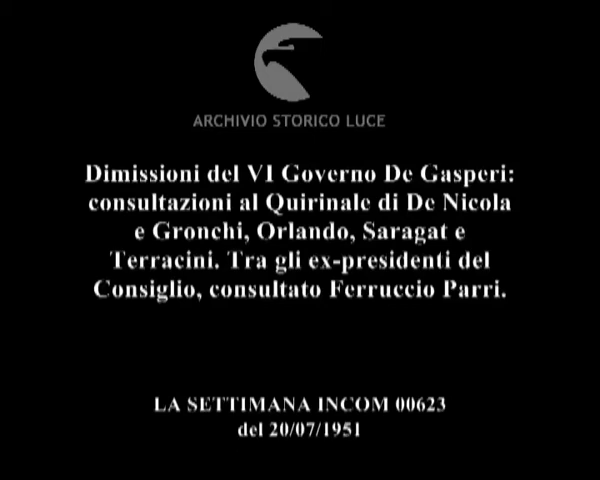 ARCHIVIO STORICO LUCE
Dimissioni del VI Governo De Gasperi:
consultazioni al Quirinale di De Nicola
e Gronchi, Orlando, Saragat e
Terracini. Tra gli ex-presidenti del
Consiglio, consultato Ferruccio Parri.
LA SETTIMANA INCOM 00623
del 20/07/1951